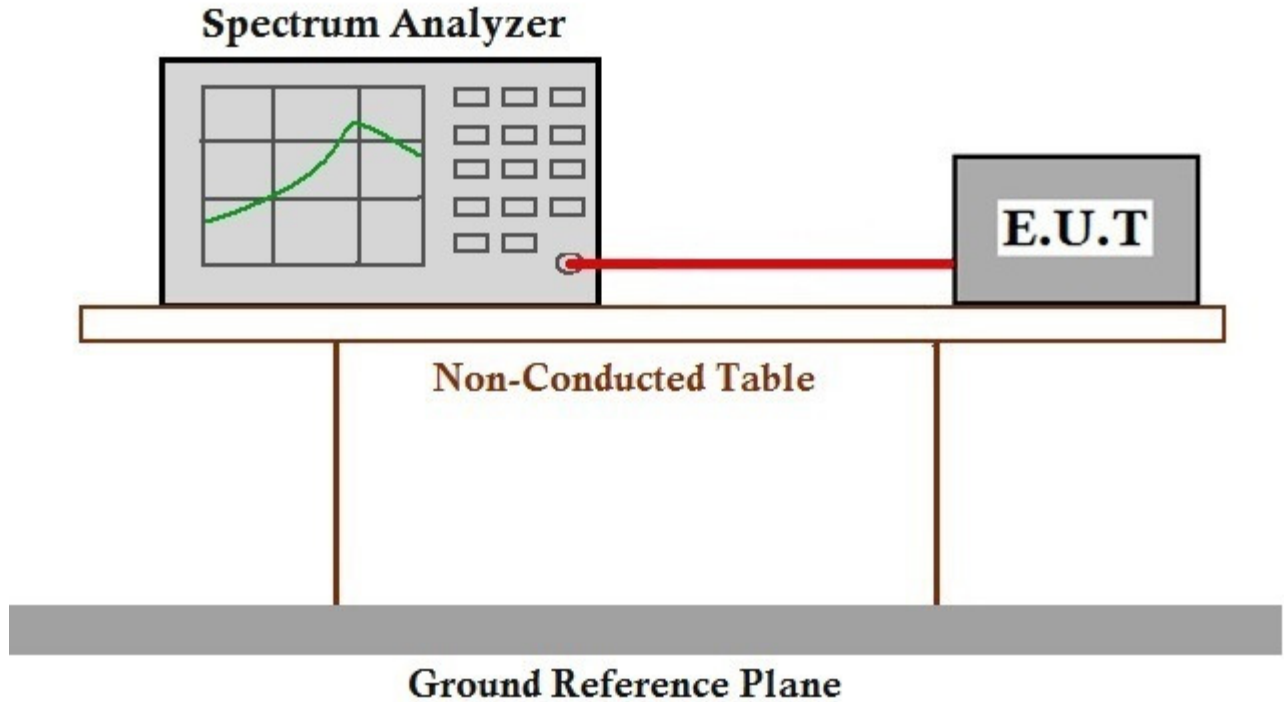 Spectrum Analyzer
E.U.T
Non-Conducted Table
Ground Reference Plane